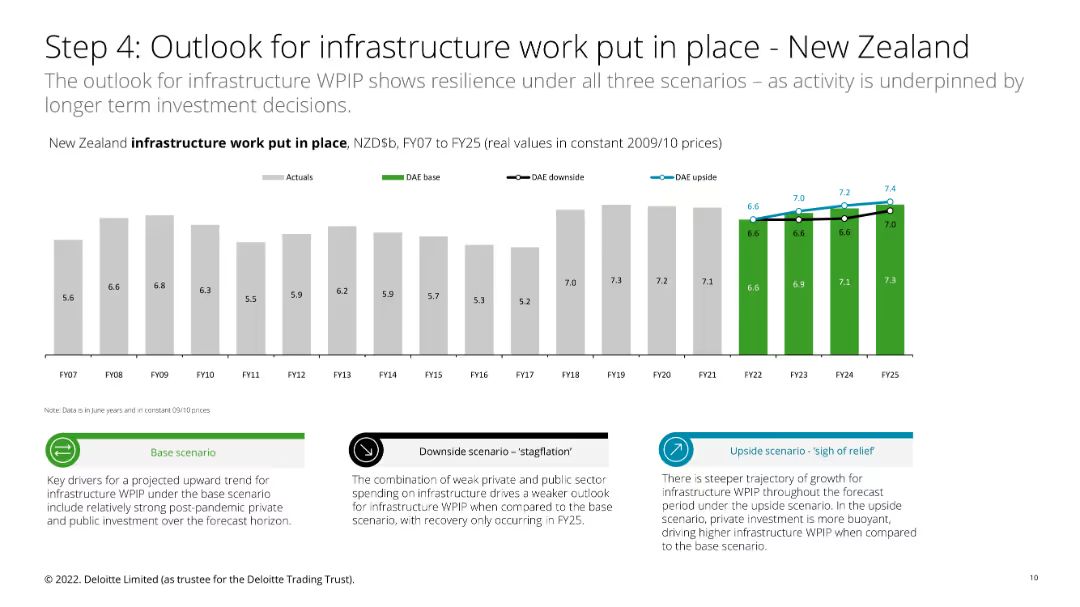 Step 4: Outlook for infrastructure work put in place - New Zealand
The outlook for infrastructure WPIP shows resilience under all three scenarios – as activity is underpinned by
longer term investment decisions.
New Zealand infrastructure work put in place, NZD$b, FY07 to FY25 (real values in constant 2009/10 prices)
Actuals DAE base DAE downside DAE upside
6.6 7.0 7.2 7.4
6.6 6.6 6.6 7.0
5.6 6.6 6.8 6.3 5.5 5.9 6.2 5.9 5.7 5.3 5.2 7.0 7.3 7.2 7.1 6.6 6.9 7.1 7.3
FY07 FY08 FY09 FY10 FY11 FY12 FY13 FY14 FY15 FY16 FY17 FY18 FY19 FY20 FY21 FY22 FY23 FY24 FY25
Note: Data is in June years and in constant 09/10 prices
Base scenario
Key drivers for a projected upward trend for
infrastructure WPIP under the base scenario
include relatively strong post-pandemic private
and public investment over the forecast horizon.
Downside scenario – 'stagflation'
The combination of weak private and public sector
spending on infrastructure drives a weaker outlook
for infrastructure WPIP when compared to the base
scenario, with recovery only occurring in FY25.
Upside scenario - 'sigh of relief'
There is steeper trajectory of growth for
infrastructure WPIP throughout the forecast
period under the upside scenario. In the upside
scenario, private investment is more buoyant,
driving higher infrastructure WPIP when compared
to the base scenario.
© 2022. Deloitte Limited (as trustee for the Deloitte Trading Trust).
10